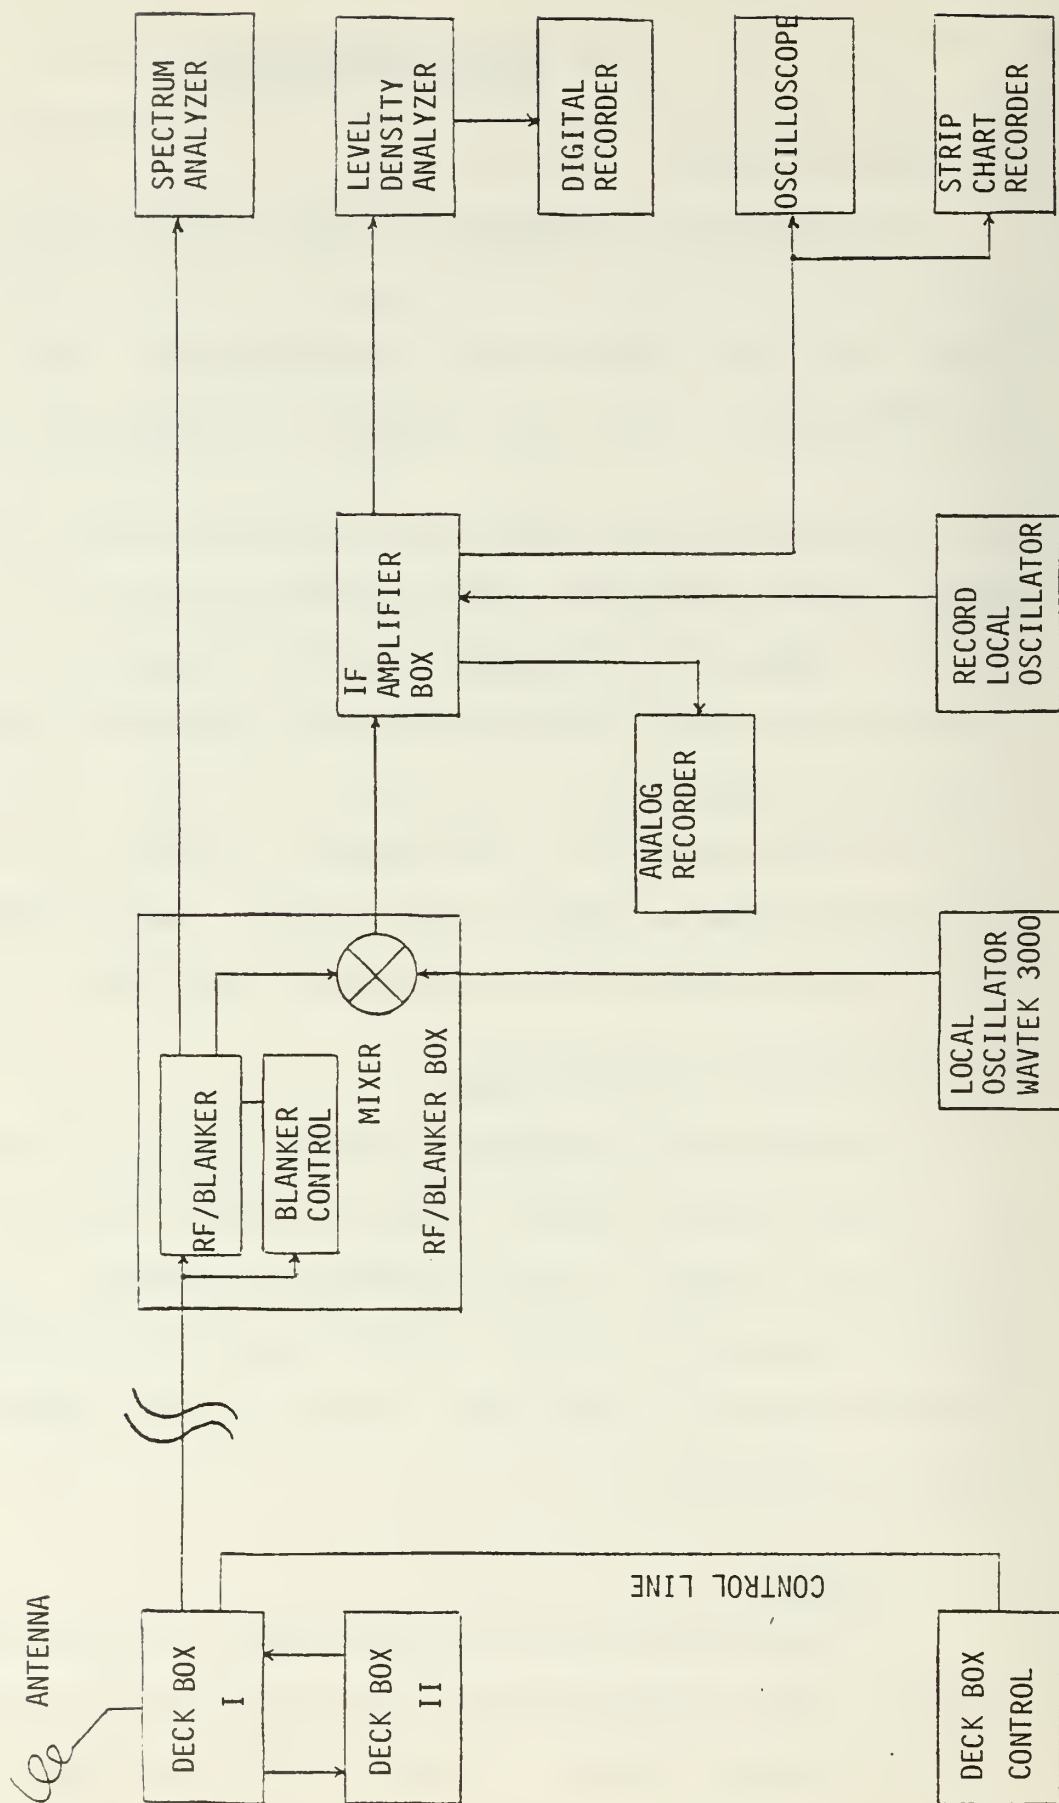 ANTENNA
DECK BOX
I
DECK BOX
II
CONTROL LINE
DECK BOX
CONTROL
RF/BLANKER
BLANKER
CONTROL
MIXER
RF/BLANKER BOX
LOCAL
OSCILLATOR
WAVTEK 3000
ANALOG
RECORDER
IF
AMPLIFIER
BOX
RECORD
LOCAL
OSCILLATOR
SPECTRUM
ANALYZER
LEVEL
DENSITY
ANALYZER
DIGITAL
RECORDER
OSCILLOSCOPE
STRIP
CHART
RECORDER